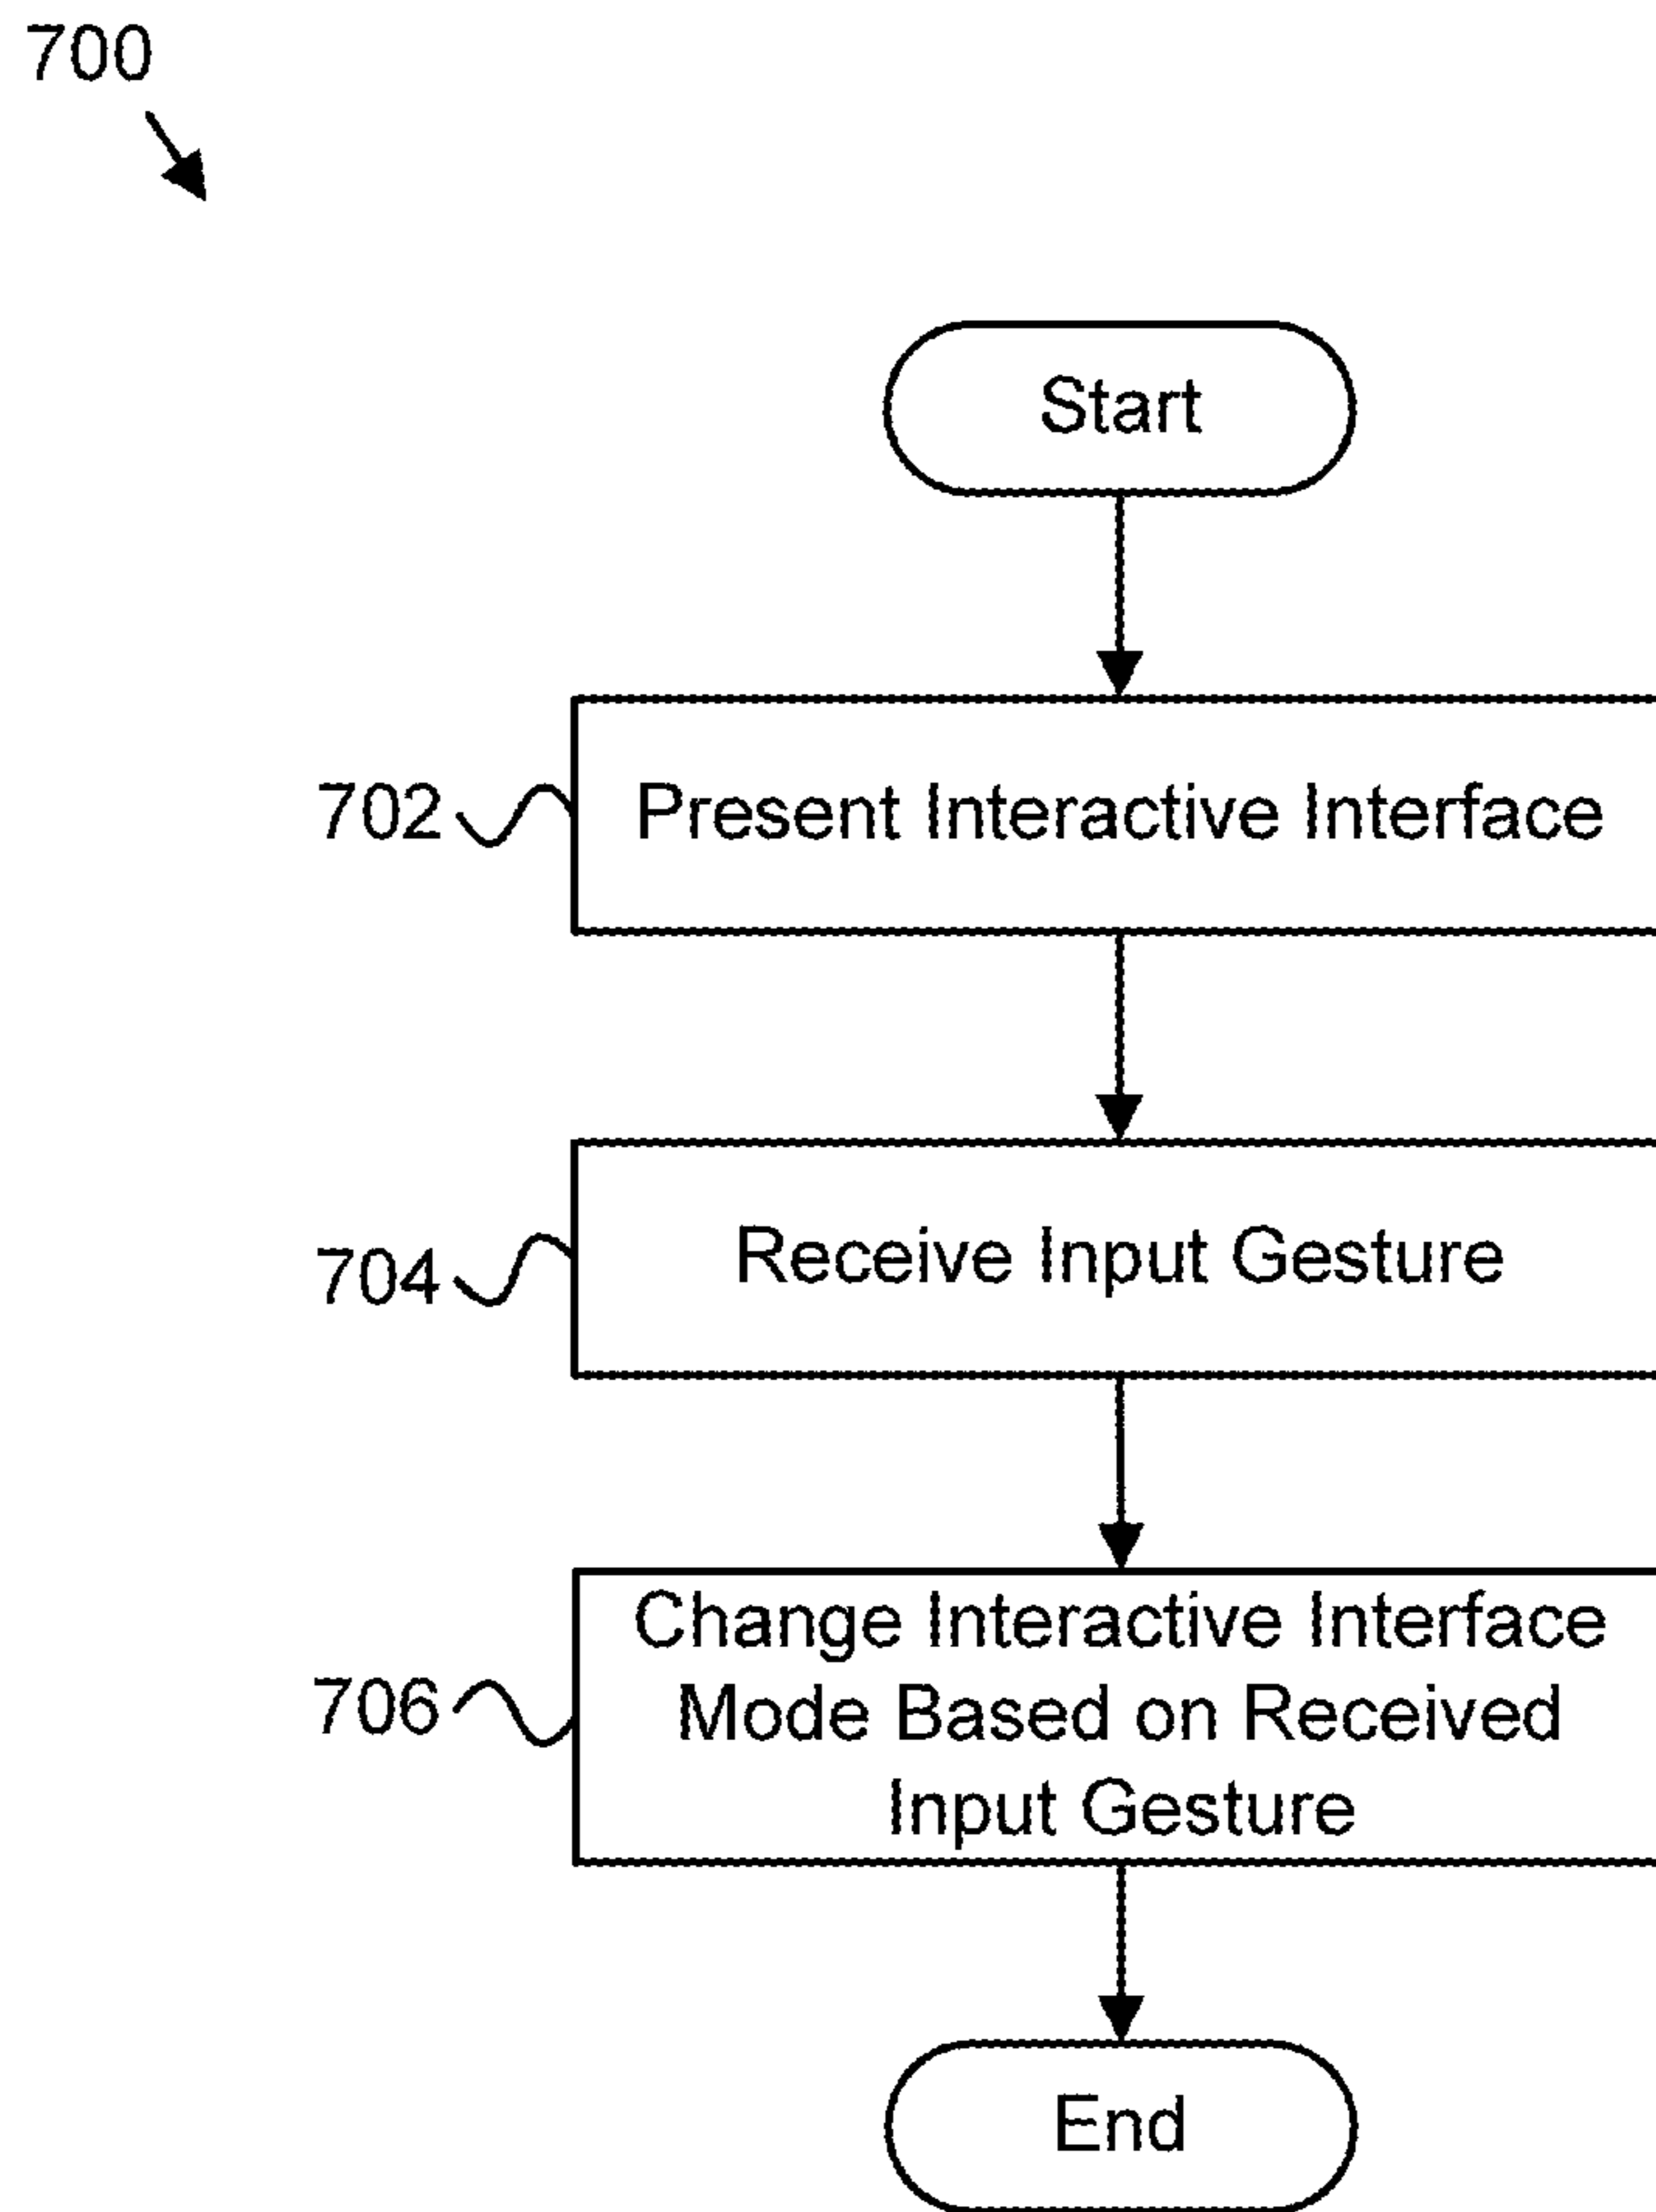 700
Start
702
Present Interactive Interface
704
Receive Input Gesture
706
Change Interactive Interface
Mode Based on Received
Input Gesture
End